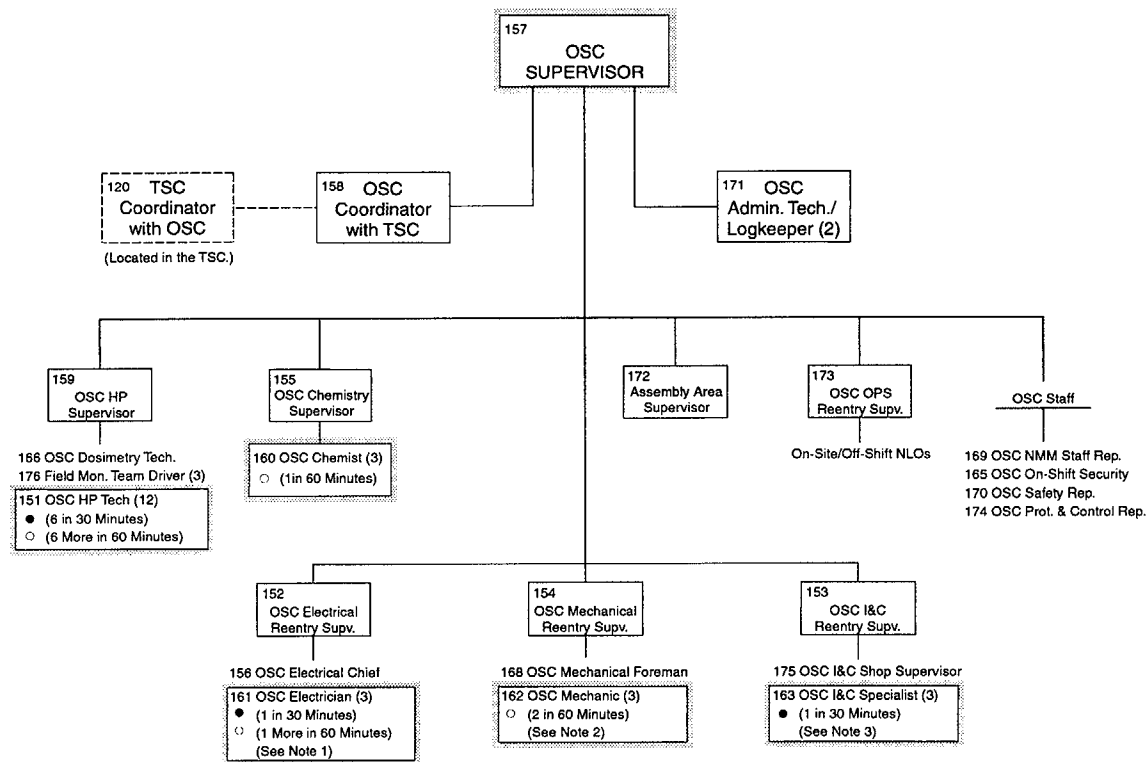 157
OSC
SUPERVISOR
120 TSC
Coordinator
with OSC
(Located in the TSC.)
158 OSC
Coordinator
with TSC
171 OSC
Admin. Tech./
Logkeeper (2)
159
OSC HP
Supervisor
166 OSC Dosimetry Tech.
176 Field Mon. Team Driver (3)
151 OSC HP Tech (12)
● (6 in 30 Minutes)
○ (6 More in 60 Minutes)
155
OSC Chemistry
Supervisor
160 OSC Chemist (3)
○ (1in 60 Minutes)
172
Assembly Area
Supervisor
173
OSC OPS
Reentry Supv.
On-Site/Off-Shift NLOs
OSC Staff
169 OSC NMM Staff Rep.
165 OSC On-Shift Security
170 OSC Safety Rep.
174 OSC Prot. & Control Rep.
152
OSC Electrical
Reentry Supv.
156 OSC Electrical Chief
161 OSC Electrician (3)
● (1 in 30 Minutes)
○ (1 More in 60 Minutes)
(See Note 1)
154
OSC Mechanical
Reentry Supv.
168 OSC Mechanical Foreman
162 OSC Mechanic (3)
○ (2 in 60 Minutes)
(See Note 2)
153
OSC I&C
Reentry Supv.
175 OSC I&C Shop Supervisor
163 OSC I&C Specialist (3)
● (1 in 30 Minutes)
(See Note 3)